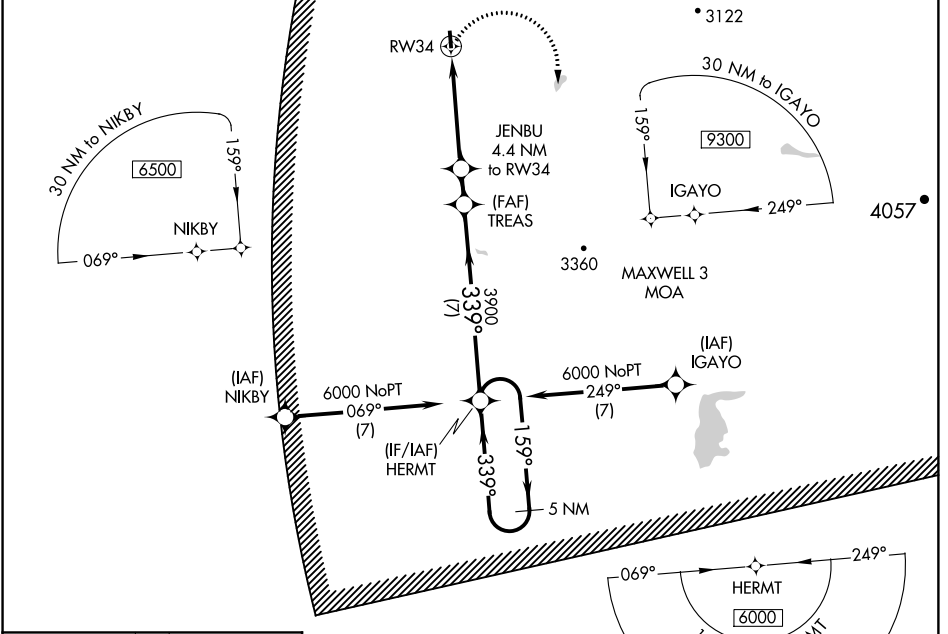 3122
RW34
30 NM to NIKBY
6500
159°
NIKBY
069°
30 NM to IGAYO
9300
159°
IGAYO
249°
JENBU
4.4 NM
to RW34
(FAF)
TREAS
4057
3360
MAXWELL 3
MOA
3900
339°
(7)
(IAF)
NIKBY
6000 NoPT
069°
(7)
(IF/IAF)
HERMT
6000 NoPT
249°
(7)
(IAF)
IGAYO
159°
339°
5 NM
069°
249°
HERMT
6000